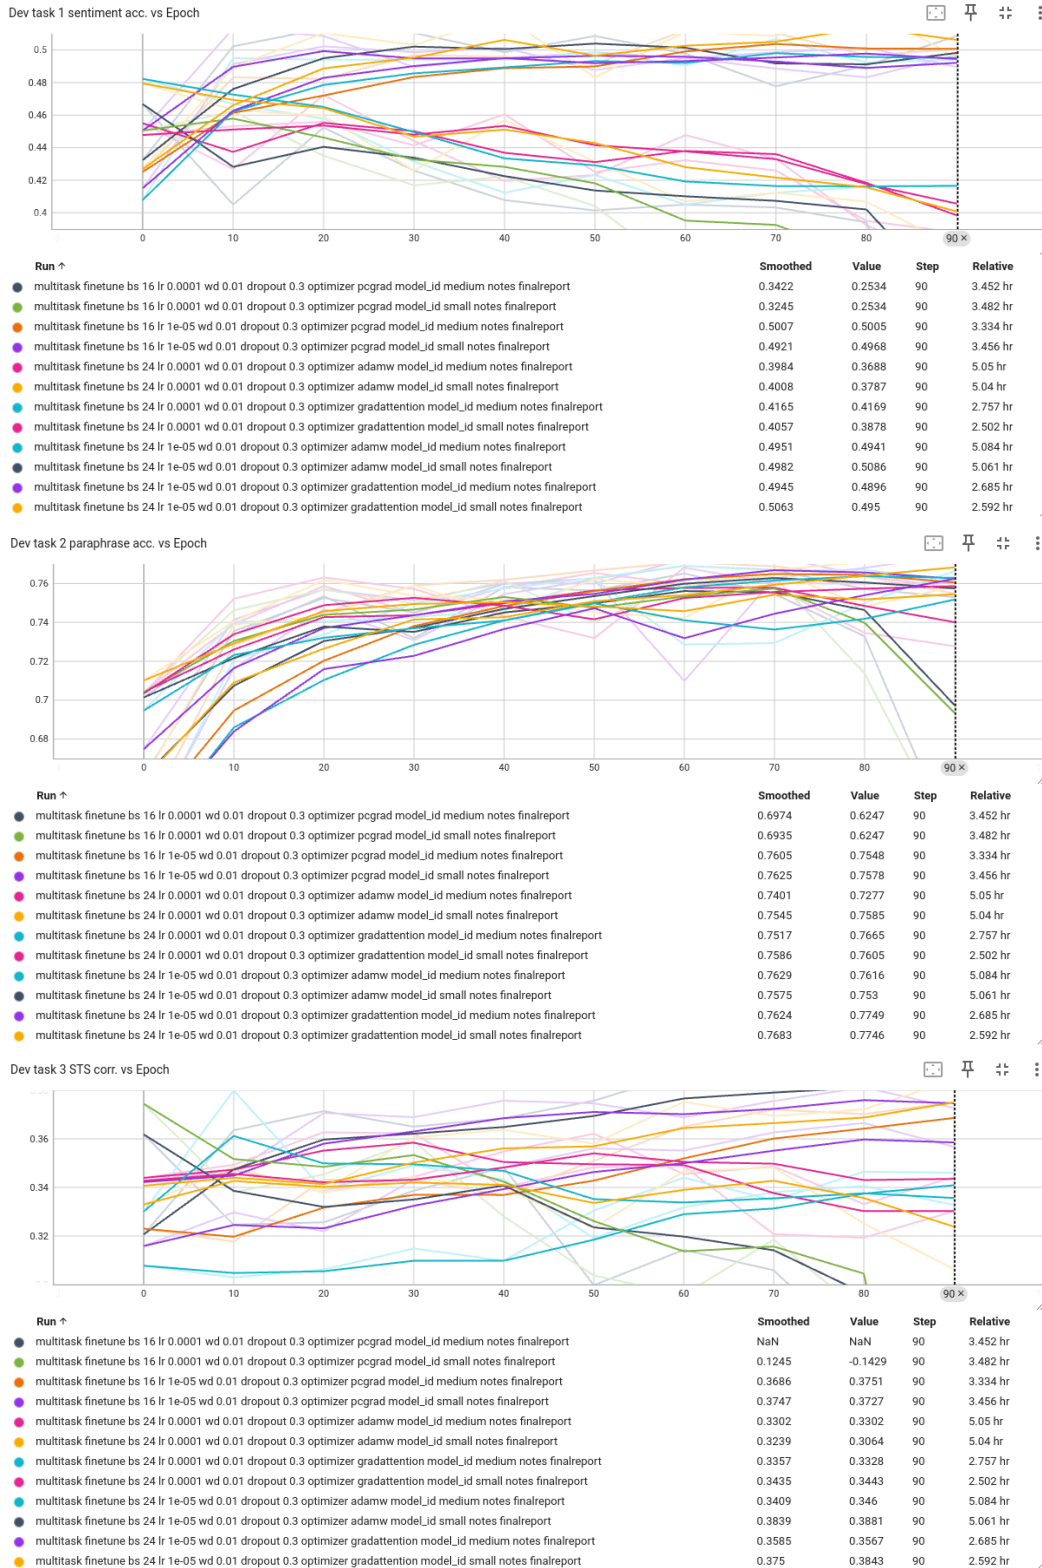 Dev task 1 sentiment acc. vs Epoch
0.5
0.48
0.46
0.44
0.42
0.4
0 10 20 30 40 50 60 70 80 90 ×
Run ↑ Smoothed Value Step Relative
multitask finetune bs 16 lr 0.0001 wd 0.01 dropout 0.3 optimizer pcgrad model_id medium notes finalreport 0.3422 0.2534 90 3.452 hr
multitask finetune bs 16 lr 0.0001 wd 0.01 dropout 0.3 optimizer pcgrad model_id small notes finalreport 0.3245 0.2534 90 3.482 hr
multitask finetune bs 16 lr 1e-05 wd 0.01 dropout 0.3 optimizer pcgrad model_id medium notes finalreport 0.5007 0.5005 90 3.334 hr
multitask finetune bs 16 lr 1e-05 wd 0.01 dropout 0.3 optimizer pcgrad model_id small notes finalreport 0.4921 0.4968 90 3.456 hr
multitask finetune bs 24 lr 0.0001 wd 0.01 dropout 0.3 optimizer adamw model_id medium notes finalreport 0.3984 0.3688 90 5.05 hr
multitask finetune bs 24 lr 0.0001 wd 0.01 dropout 0.3 optimizer adamw model_id small notes finalreport 0.4008 0.3787 90 5.04 hr
multitask finetune bs 24 lr 0.0001 wd 0.01 dropout 0.3 optimizer gradattention model_id medium notes finalreport 0.4165 0.4169 90 2.757 hr
multitask finetune bs 24 lr 0.0001 wd 0.01 dropout 0.3 optimizer gradattention model_id small notes finalreport 0.4057 0.3878 90 2.502 hr
multitask finetune bs 24 lr 1e-05 wd 0.01 dropout 0.3 optimizer adamw model_id medium notes finalreport 0.4951 0.4941 90 5.084 hr
multitask finetune bs 24 lr 1e-05 wd 0.01 dropout 0.3 optimizer adamw model_id small notes finalreport 0.4982 0.5086 90 5.061 hr
multitask finetune bs 24 lr 1e-05 wd 0.01 dropout 0.3 optimizer gradattention model_id medium notes finalreport 0.4945 0.4896 90 2.685 hr
multitask finetune bs 24 lr 1e-05 wd 0.01 dropout 0.3 optimizer gradattention model_id small notes finalreport 0.5063 0.495 90 2.592 hr
Dev task 2 paraphrase acc. vs Epoch
0.76
0.74
0.72
0.7
0.68
0 10 20 30 40 50 60 70 80 90 ×
Run ↑ Smoothed Value Step Relative
multitask finetune bs 16 lr 0.0001 wd 0.01 dropout 0.3 optimizer pcgrad model_id medium notes finalreport 0.6974 0.6247 90 3.452 hr
multitask finetune bs 16 lr 0.0001 wd 0.01 dropout 0.3 optimizer pcgrad model_id small notes finalreport 0.6935 0.6247 90 3.482 hr
multitask finetune bs 16 lr 1e-05 wd 0.01 dropout 0.3 optimizer pcgrad model_id medium notes finalreport 0.7605 0.7548 90 3.334 hr
multitask finetune bs 16 lr 1e-05 wd 0.01 dropout 0.3 optimizer pcgrad model_id small notes finalreport 0.7625 0.7578 90 3.456 hr
multitask finetune bs 24 lr 0.0001 wd 0.01 dropout 0.3 optimizer adamw model_id medium notes finalreport 0.7401 0.7277 90 5.05 hr
multitask finetune bs 24 lr 0.0001 wd 0.01 dropout 0.3 optimizer adamw model_id small notes finalreport 0.7545 0.7585 90 5.04 hr
multitask finetune bs 24 lr 0.0001 wd 0.01 dropout 0.3 optimizer gradattention model_id medium notes finalreport 0.7517 0.7665 90 2.757 hr
multitask finetune bs 24 lr 0.0001 wd 0.01 dropout 0.3 optimizer gradattention model_id small notes finalreport 0.7586 0.7605 90 2.502 hr
multitask finetune bs 24 lr 1e-05 wd 0.01 dropout 0.3 optimizer adamw model_id medium notes finalreport 0.7629 0.7616 90 5.084 hr
multitask finetune bs 24 lr 1e-05 wd 0.01 dropout 0.3 optimizer adamw model_id small notes finalreport 0.7575 0.753 90 5.061 hr
multitask finetune bs 24 lr 1e-05 wd 0.01 dropout 0.3 optimizer gradattention model_id medium notes finalreport 0.7624 0.7749 90 2.685 hr
multitask finetune bs 24 lr 1e-05 wd 0.01 dropout 0.3 optimizer gradattention model_id small notes finalreport 0.7683 0.7746 90 2.592 hr
Dev task 3 STS corr. vs Epoch
0.36
0.34
0.32
0 10 20 30 40 50 60 70 80 90 ×
Run ↑ Smoothed Value Step Relative
multitask finetune bs 16 lr 0.0001 wd 0.01 dropout 0.3 optimizer pcgrad model_id medium notes finalreport NaN NaN 90 3.452 hr
multitask finetune bs 16 lr 0.0001 wd 0.01 dropout 0.3 optimizer pcgrad model_id small notes finalreport 0.1245 -0.1429 90 3.482 hr
multitask finetune bs 16 lr 1e-05 wd 0.01 dropout 0.3 optimizer pcgrad model_id medium notes finalreport 0.3686 0.3751 90 3.334 hr
multitask finetune bs 16 lr 1e-05 wd 0.01 dropout 0.3 optimizer pcgrad model_id small notes finalreport 0.3747 0.3727 90 3.456 hr
multitask finetune bs 24 lr 0.0001 wd 0.01 dropout 0.3 optimizer adamw model_id medium notes finalreport 0.3302 0.3302 90 5.05 hr
multitask finetune bs 24 lr 0.0001 wd 0.01 dropout 0.3 optimizer adamw model_id small notes finalreport 0.3239 0.3064 90 5.04 hr
multitask finetune bs 24 lr 0.0001 wd 0.01 dropout 0.3 optimizer gradattention model_id medium notes finalreport 0.3357 0.3328 90 2.757 hr
multitask finetune bs 24 lr 0.0001 wd 0.01 dropout 0.3 optimizer gradattention model_id small notes finalreport 0.3435 0.3443 90 2.502 hr
multitask finetune bs 24 lr 1e-05 wd 0.01 dropout 0.3 optimizer adamw model_id medium notes finalreport 0.3409 0.346 90 5.084 hr
multitask finetune bs 24 lr 1e-05 wd 0.01 dropout 0.3 optimizer adamw model_id small notes finalreport 0.3839 0.3881 90 5.061 hr
multitask finetune bs 24 lr 1e-05 wd 0.01 dropout 0.3 optimizer gradattention model_id medium notes finalreport 0.3585 0.3567 90 2.685 hr
multitask finetune bs 24 lr 1e-05 wd 0.01 dropout 0.3 optimizer gradattention model_id small notes finalreport 0.375 0.3843 90 2.592 hr